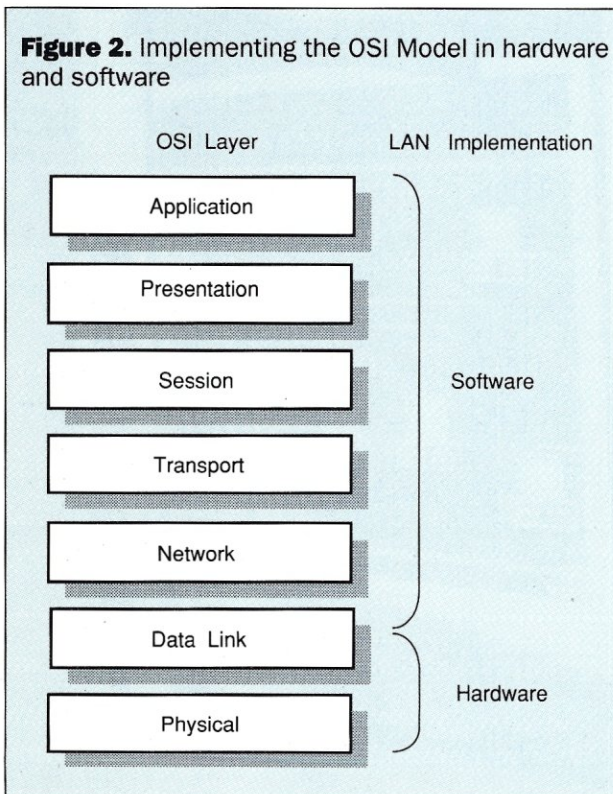 Figure 2. Implementing the OSI Model in hardware
and software
OSI Layer LAN Implementation
Application
Presentation
Session
Software
Transport
Network
Data Link
Hardware
Physical